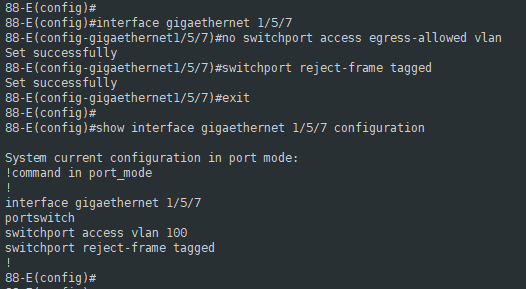 88-E(config)#
88-E(config)#interface gigaethernet 1/5/7
88-E(config-gigaethernet1/5/7)#no switchport access egress-allowed vlan
Set successfully
88-E(config-gigaethernet1/5/7)#switchport reject-frame tagged
Set successfully
88-E(config-gigaethernet1/5/7)#exit
88-E(config)#
88-E(config)#show interface gigaethernet 1/5/7 configuration
System current configuration in port mode:
!command in port_mode
!
interface gigaethernet 1/5/7
portswitch
switchport access vlan 100
switchport reject-frame tagged
!
88-E(config)#